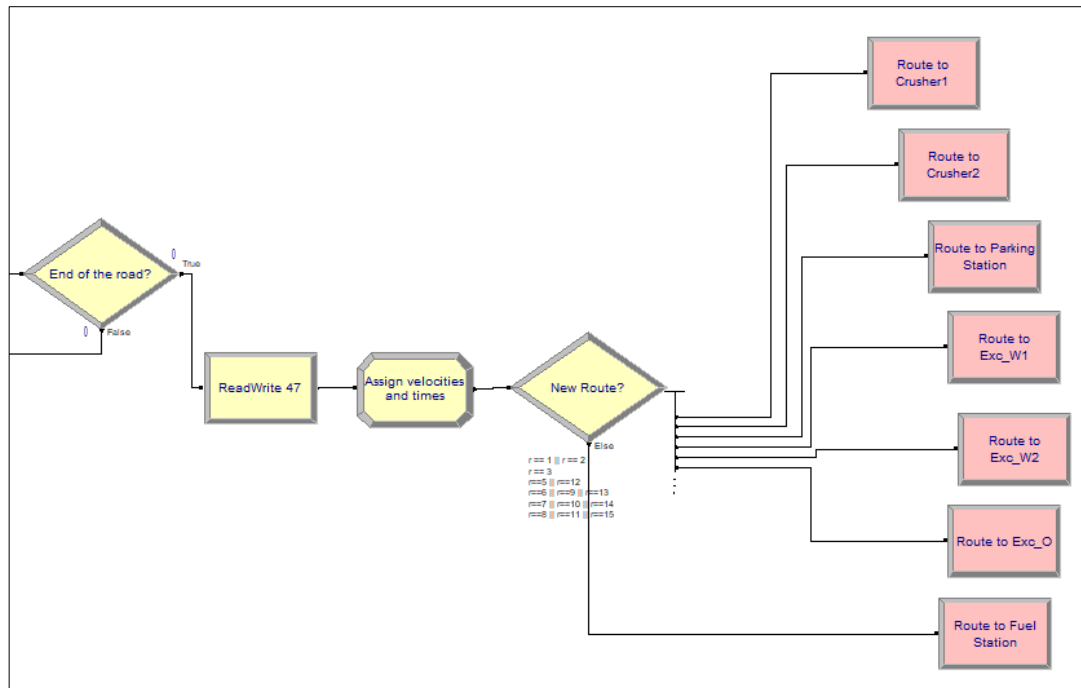 Route to
Crusher1
Route to
Crusher2
Route to Parking
Station
End of the road?
0
True
0
False
ReadWrite 47
Assign velocities
and times
New Route?
Else
r == 1 || r == 2
r == 3
r==5 || r==12
r==6 || r==9 || r==13
r==7 || r==10 || r==14
r==8 || r==11 || r==15
Route to
Exc_W1
Route to
Exc_W2
Route to Exc_O
Route to Fuel
Station